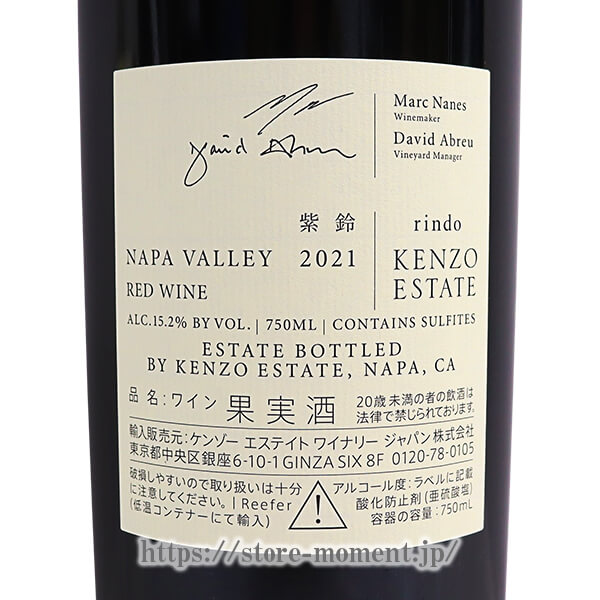 Marc Nanes
Winemaker
David Abreu
Vineyard Manager
紫鈴
rindo
NAPA VALLEY 2021
RED WINE
KENZO
ESTATE
ALC.15.2% BY VOL. | 750ML | CONTAINS SULFITES
ESTATE BOTTLED
BY KENZO ESTATE, NAPA, CA
品名:ワイン 果実酒
20歳未満の者の飲酒は
法律で禁じられております。
輸入販売元:ケンゾー エステイト ワイナリー ジャパン株式会社
東京都中央区銀座6-10-1 GINZA SIX 8F 0120-78-0105
破損しやすいので取り扱いは十分
に注意してください。| Reefer
(低温コンテナーにて輸入)
アルコール度:ラベルに記載
酸化防止剤(亜硫酸塩)
容器の容量:750mL
https://store-moment.jp/